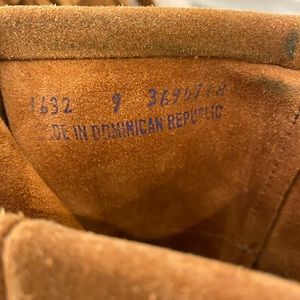 1632 9
DE IN DOMINICAN REPUBLIC